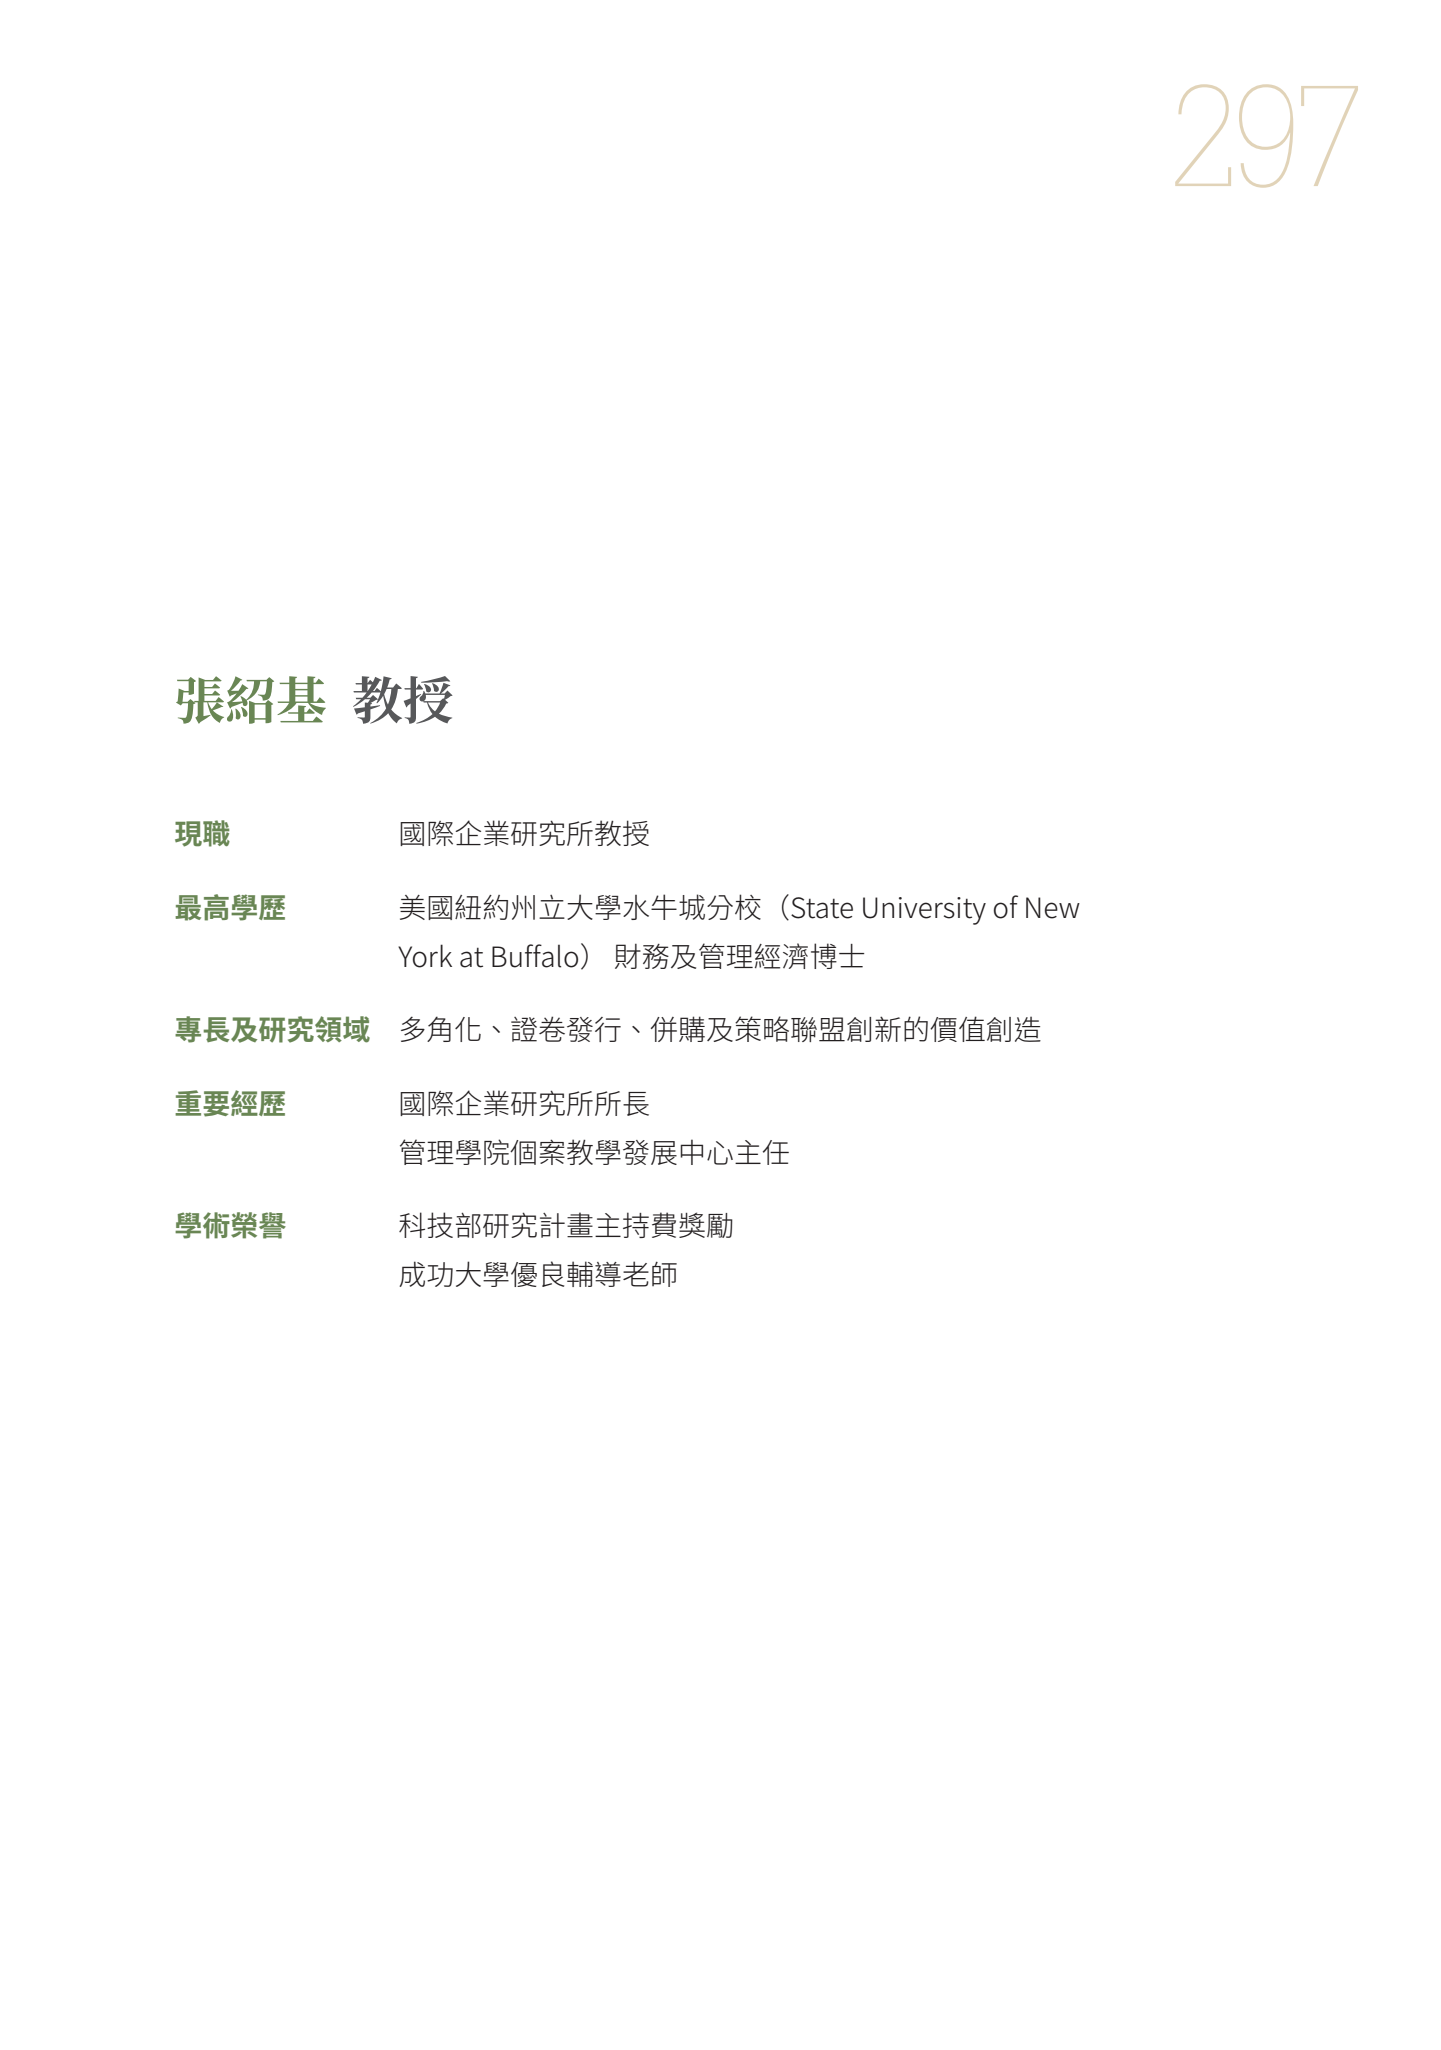 297
張紹基 教授
現職 國際企業研究所教授
最高學歷 美國紐約州立大學水牛城分校（State University of New
York at Buffalo） 財務及管理經濟博士
專長及研究領域 多角化、證卷發行、併購及策略聯盟創新的價值創造
重要經歷 國際企業研究所所長
管理學院個案教學發展中心主任
學術榮譽 科技部研究計畫主持費獎勵
成功大學優良輔導老師